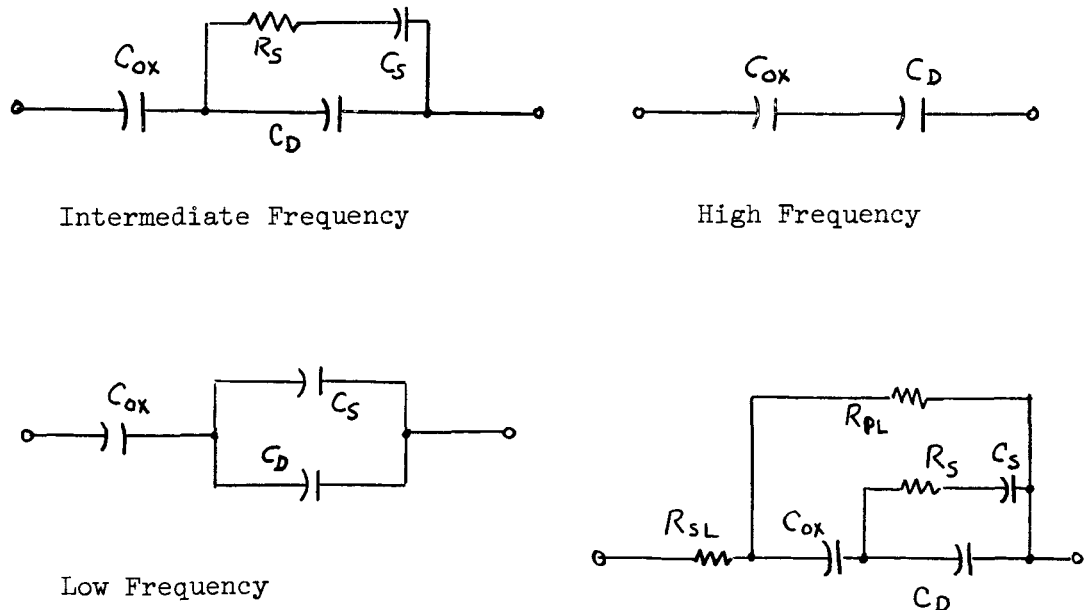 R_S
C_S
C_ox
C_D
Intermediate Frequency
C_ox
C_D
High Frequency
C_ox
C_S
C_D
Low Frequency
R_PL
R_S
C_S
R_SL
C_ox
C_D